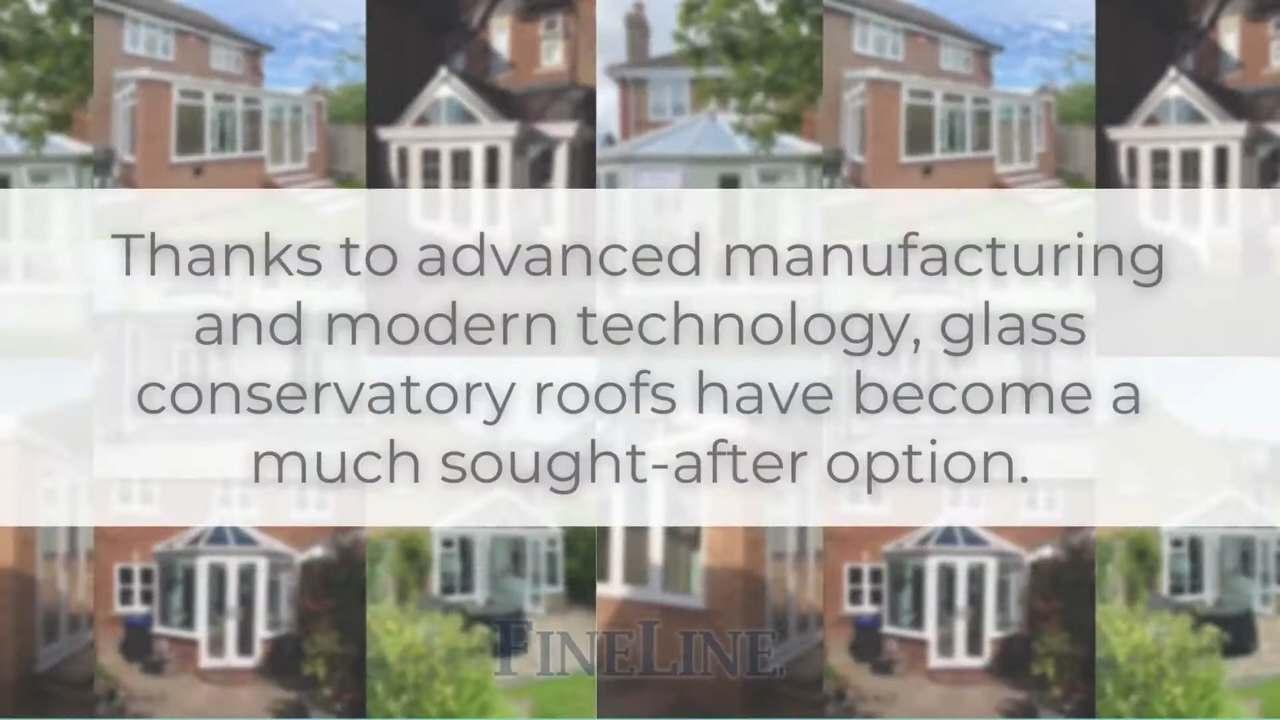 Thanks to advanced manufacturing
and modern technology, glass
conservatory roofs have become a
much sought-after option.
FINELINE